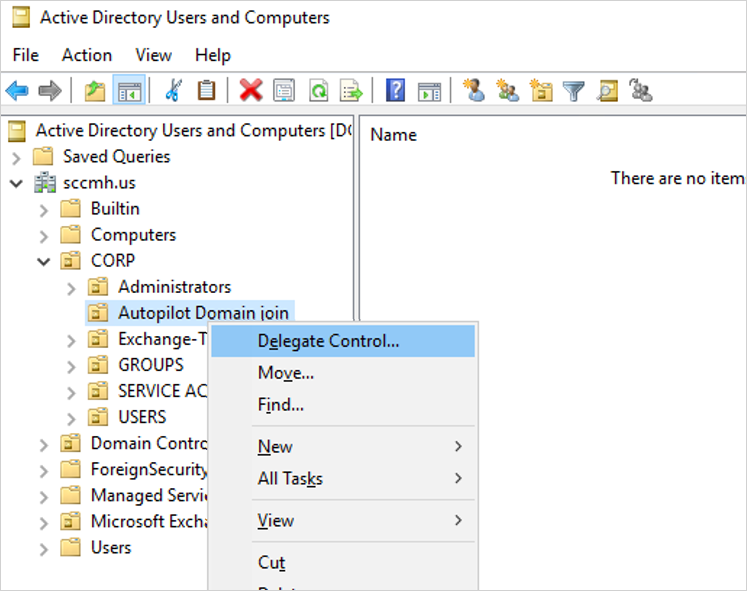 Active Directory Users and Computers
File Action View Help
Active Directory Users and Computers [D
Name
Saved Queries
There are no item
sccmh.us
Builtin
Computers
CORP
Administrators
Autopilot Domain join
Exchange-T
Delegate Control...
GROUPS
Move...
SERVICE AC
Find...
USERS
Domain Contro
New
ForeignSecurity
All Tasks
Managed Servi
Microsoft Excha
View
Users
Cut